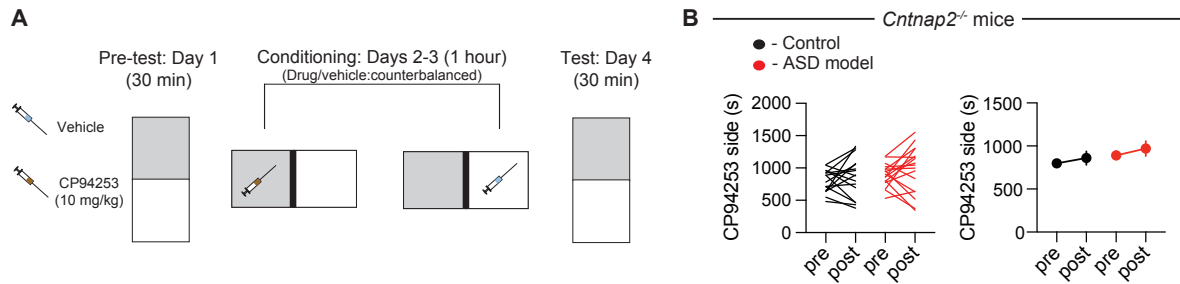 A
Pre-test: Day 1
(30 min)
Conditioning: Days 2-3 (1 hour)
(Drug/vehicle:counterbalanced)
Test: Day 4
(30 min)
Vehicle
CP94253
(10 mg/kg)
B
Cntnap2-/- mice
- Control
- ASD model
CP94253 side (s)
2000
1500
1000
500
0
pre
post
pre
post
CP94253 side (s)
1500
1000
500
0
pre
post
pre
post